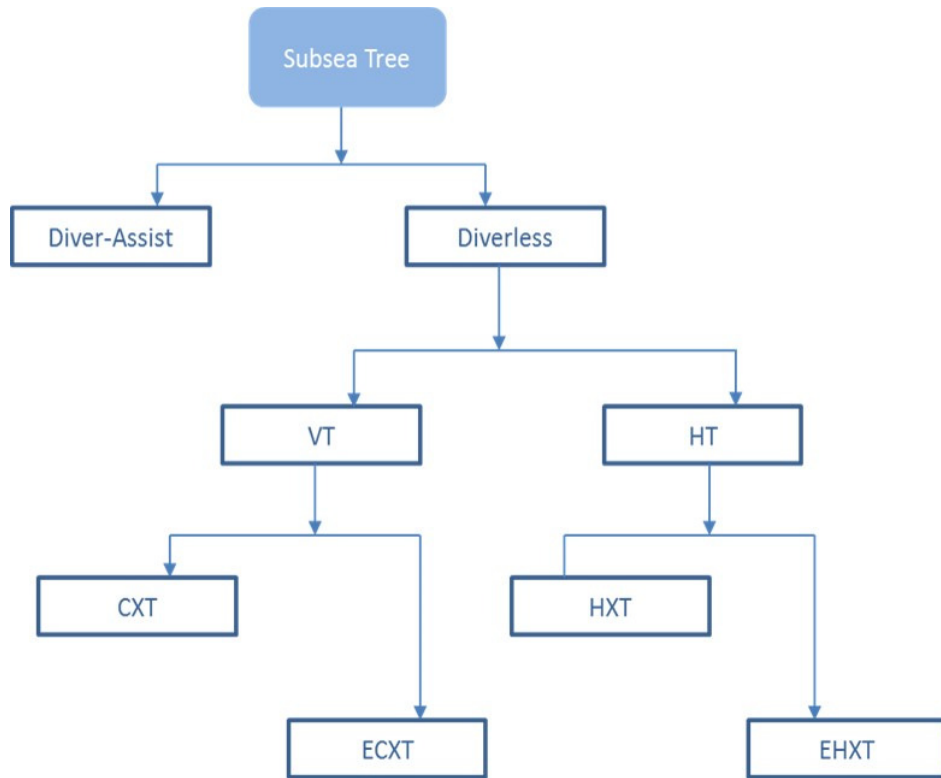 Subsea Tree
Diver-Assist
Diverless
VT
HT
CXT
HXT
ECXT
EHXT